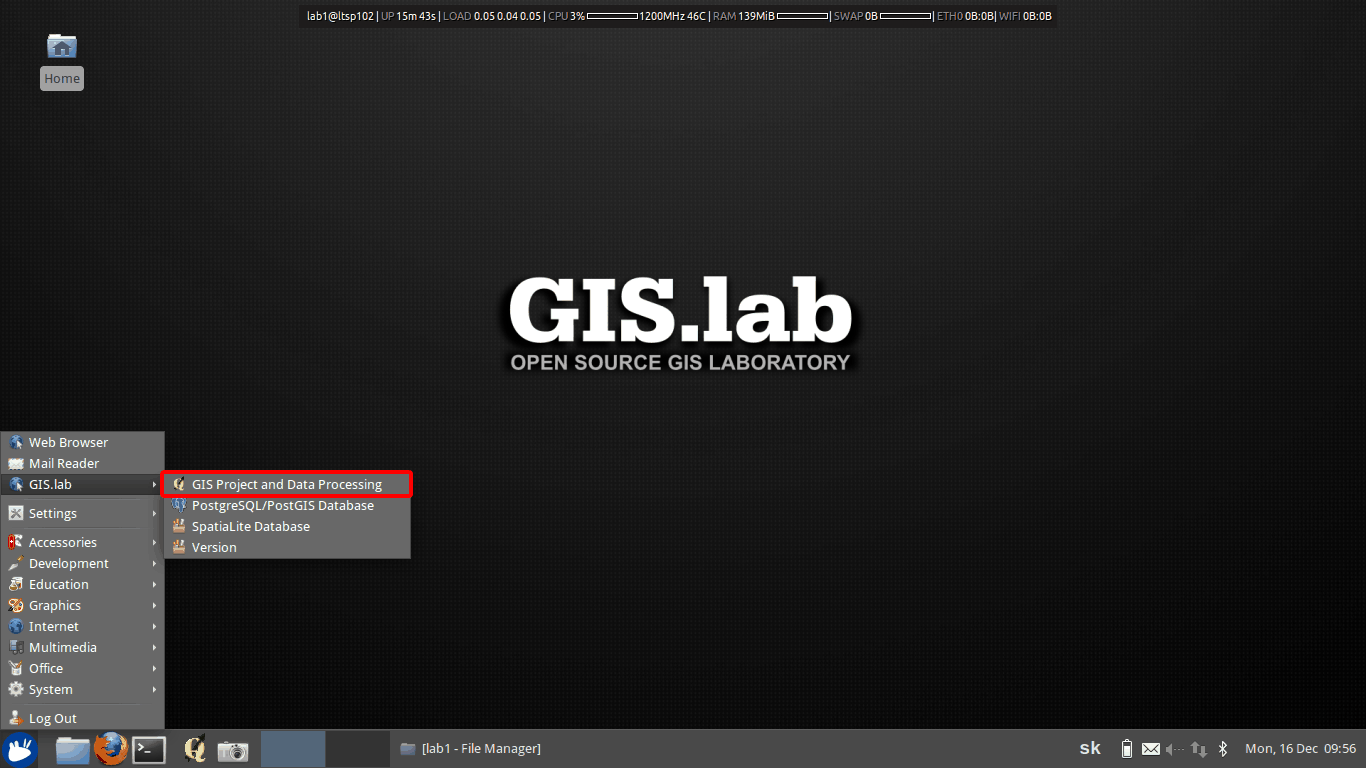 lab1@ltsp102 | UP 15m 43s | LOAD 0.05 0.04 0.05 | CPU 3% 1200MHz 46C | RAM 139MiB | SWAP 0B | ETH0 0B:0B | WIFI 0B:0B
Home
GIS.lab
OPEN SOURCE GIS LABORATORY
Web Browser
Mail Reader
GIS.lab
GIS Project and Data Processing
PostgreSQL/PostGIS Database
SpatiaLite Database
Version
Settings
Accessories
Development
Education
Graphics
Internet
Multimedia
Office
System
Log Out
[lab1 - File Manager]
sk
Mon, 16 Dec 09:56